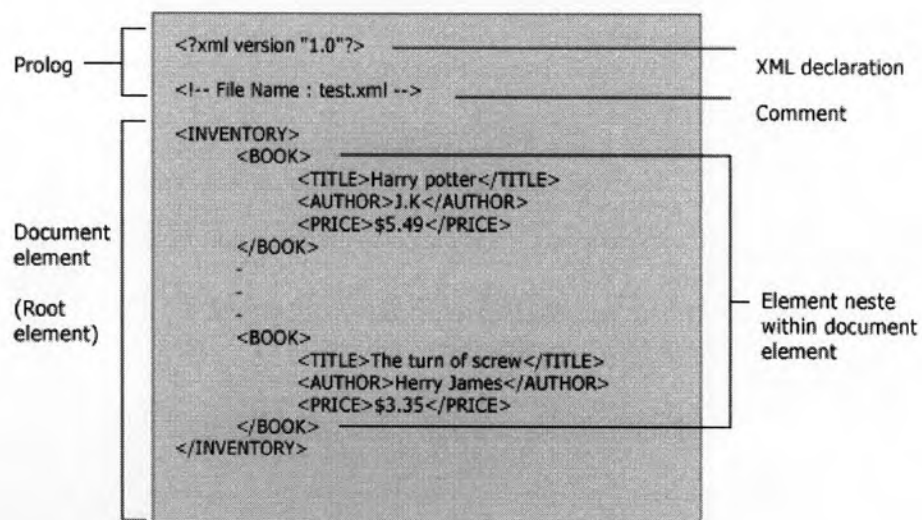 Prolog
<?xml version "1.0"?>
XML declaration
<!-- File Name : test.xml -->
Comment
Document
element
(Root
element)
<INVENTORY>
<BOOK>
<TITLE>Harry potter</TITLE>
<AUTHOR>J.K</AUTHOR>
<PRICE>$5.49</PRICE>
</BOOK>
-
-
-
<BOOK>
<TITLE>The turn of screw</TITLE>
<AUTHOR>Herry James</AUTHOR>
<PRICE>$3.35</PRICE>
</BOOK>
</INVENTORY>
Element neste
within document
element